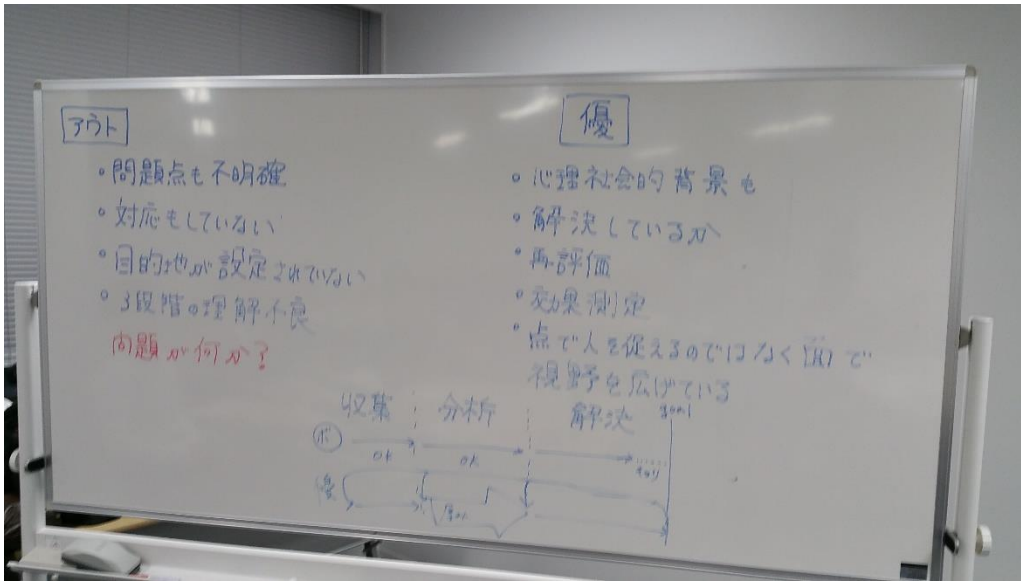 アウト
・問題点も不明確
・対応もしていない
・目的地が設定されていない
・3段階の理解不良
問題が何か?
優
・心理社会的背景も
・解決しているか
・再評価
・効果測定
・点で人を促えるのではなく面で
視野を広げている
収集 分析 解決 goal
ボ OK OK
優